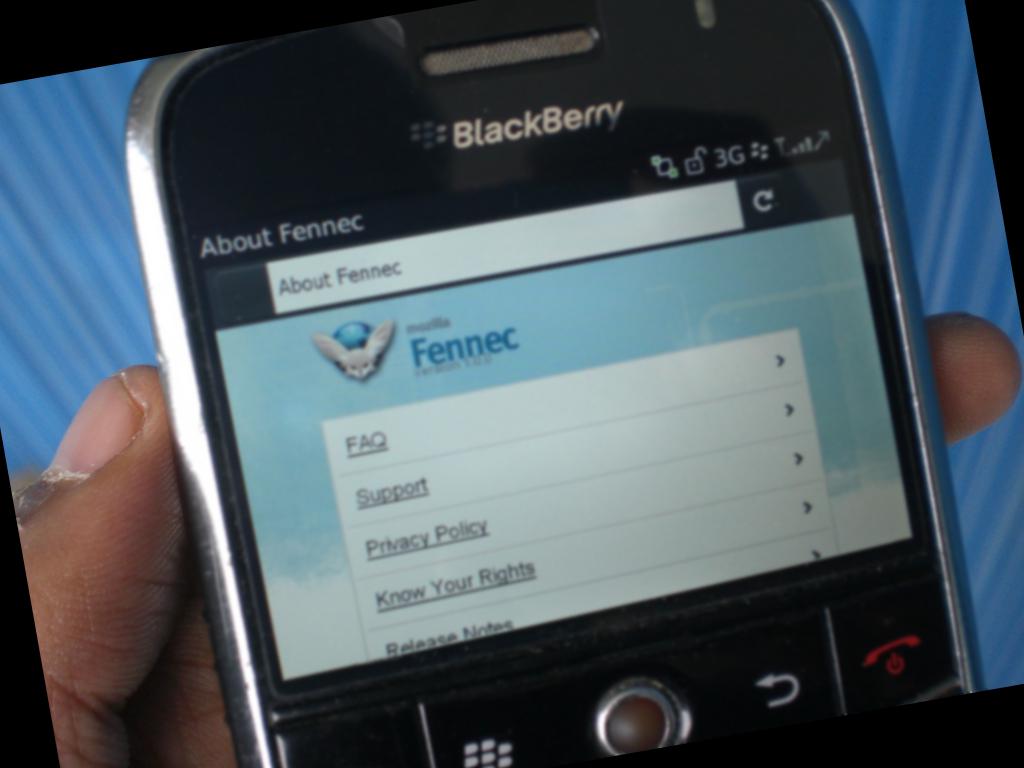 BlackBerry
3G
About Fennec
About Fennec
mozilla
Fennec
FAQ
Support
Privacy Policy
Know Your Rights
Release Notes